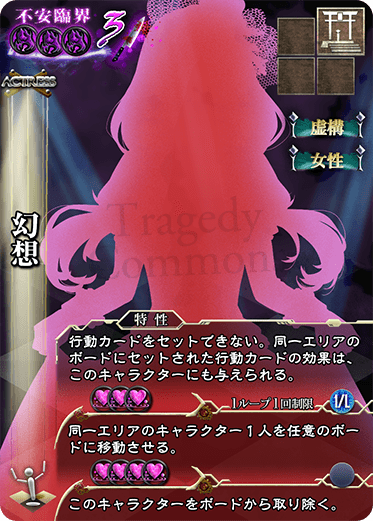 不安臨界
3
ACTRESS
虚構
女性
幻想
Tragedy
Common
特性
行動カードをセットできない。同一エリアの
ボードにセットされた行動カードの効果は、
このキャラクターにも与えられる。
1ループ1回制限
1/L
同一エリアのキャラクター1人を任意のボー
ドに移動させる。
このキャラクターをボードから取り除く。